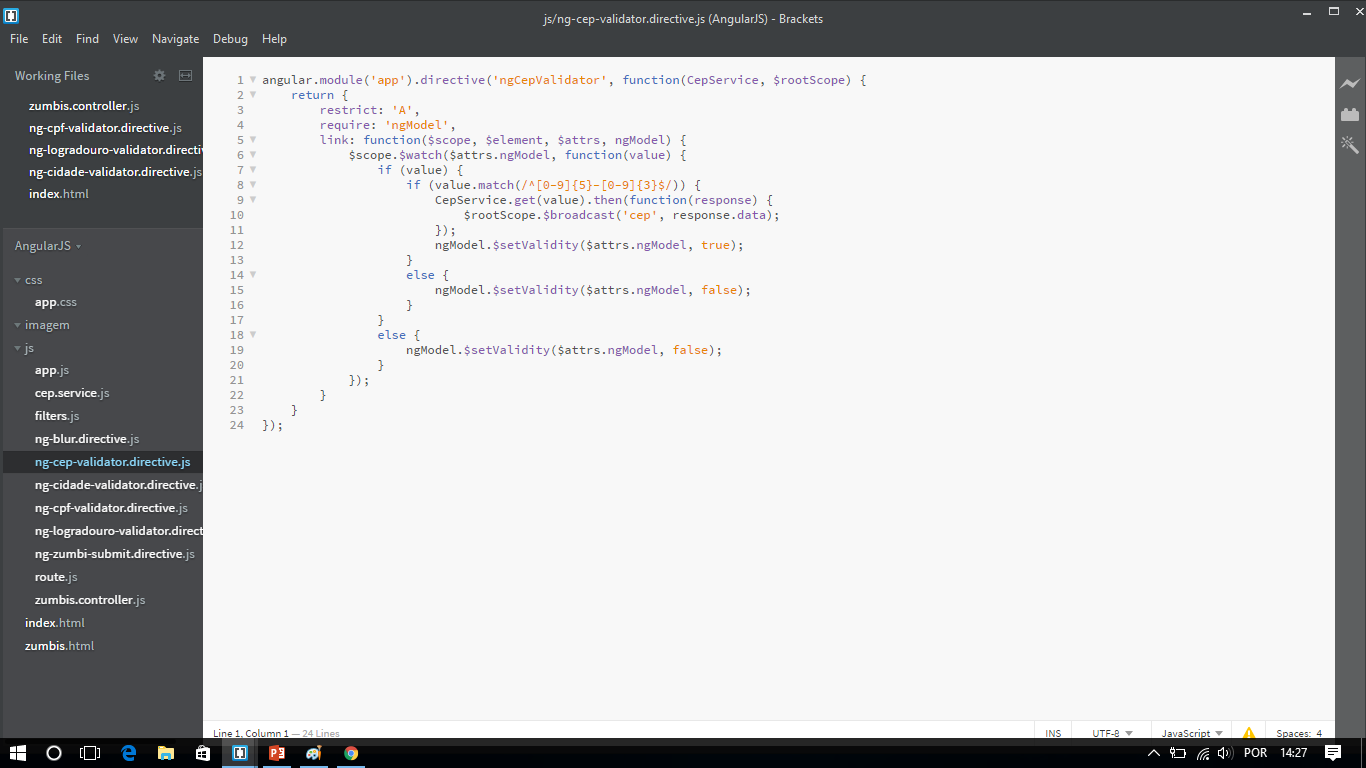 js/ng-cep-validator.directive.js (AngularJS) - Brackets
File Edit Find View Navigate Debug Help
Working Files
zumbis.controller.js
ng-cpf-validator.directive.js
ng-logradouro-validator.directiv
ng-cidade-validator.directive.js
index.html
AngularJS
css
app.css
imagem
js
app.js
cep.service.js
filters.js
ng-blur.directive.js
ng-cep-validator.directive.js
ng-cidade-validator.directive.j
ng-cpf-validator.directive.js
ng-logradouro-validator.direct
ng-zumbi-submit.directive.js
route.js
zumbis.controller.js
index.html
zumbis.html
1 angular.module('app').directive('ngCepValidator', function(CepService, $rootScope) {
2 return {
3 restrict: 'A',
4 require: 'ngModel',
5 link: function($scope, $element, $attrs, ngModel) {
6 $scope.$watch($attrs.ngModel, function(value) {
7 if (value) {
8 if (value.match(/^[0-9]{5}-[0-9]{3}$/)) {
9 CepService.get(value).then(function(response) {
10 $rootScope.$broadcast('cep', response.data);
11 });
12 ngModel.$setValidity($attrs.ngModel, true);
13 }
14 else {
15 ngModel.$setValidity($attrs.ngModel, false);
16 }
17 }
18 else {
19 ngModel.$setValidity($attrs.ngModel, false);
20 }
21 });
22 }
23 }
24 });
Line 1, Column 1 — 24 Lines
INS UTF-8 JavaScript Spaces: 4
POR 14:27